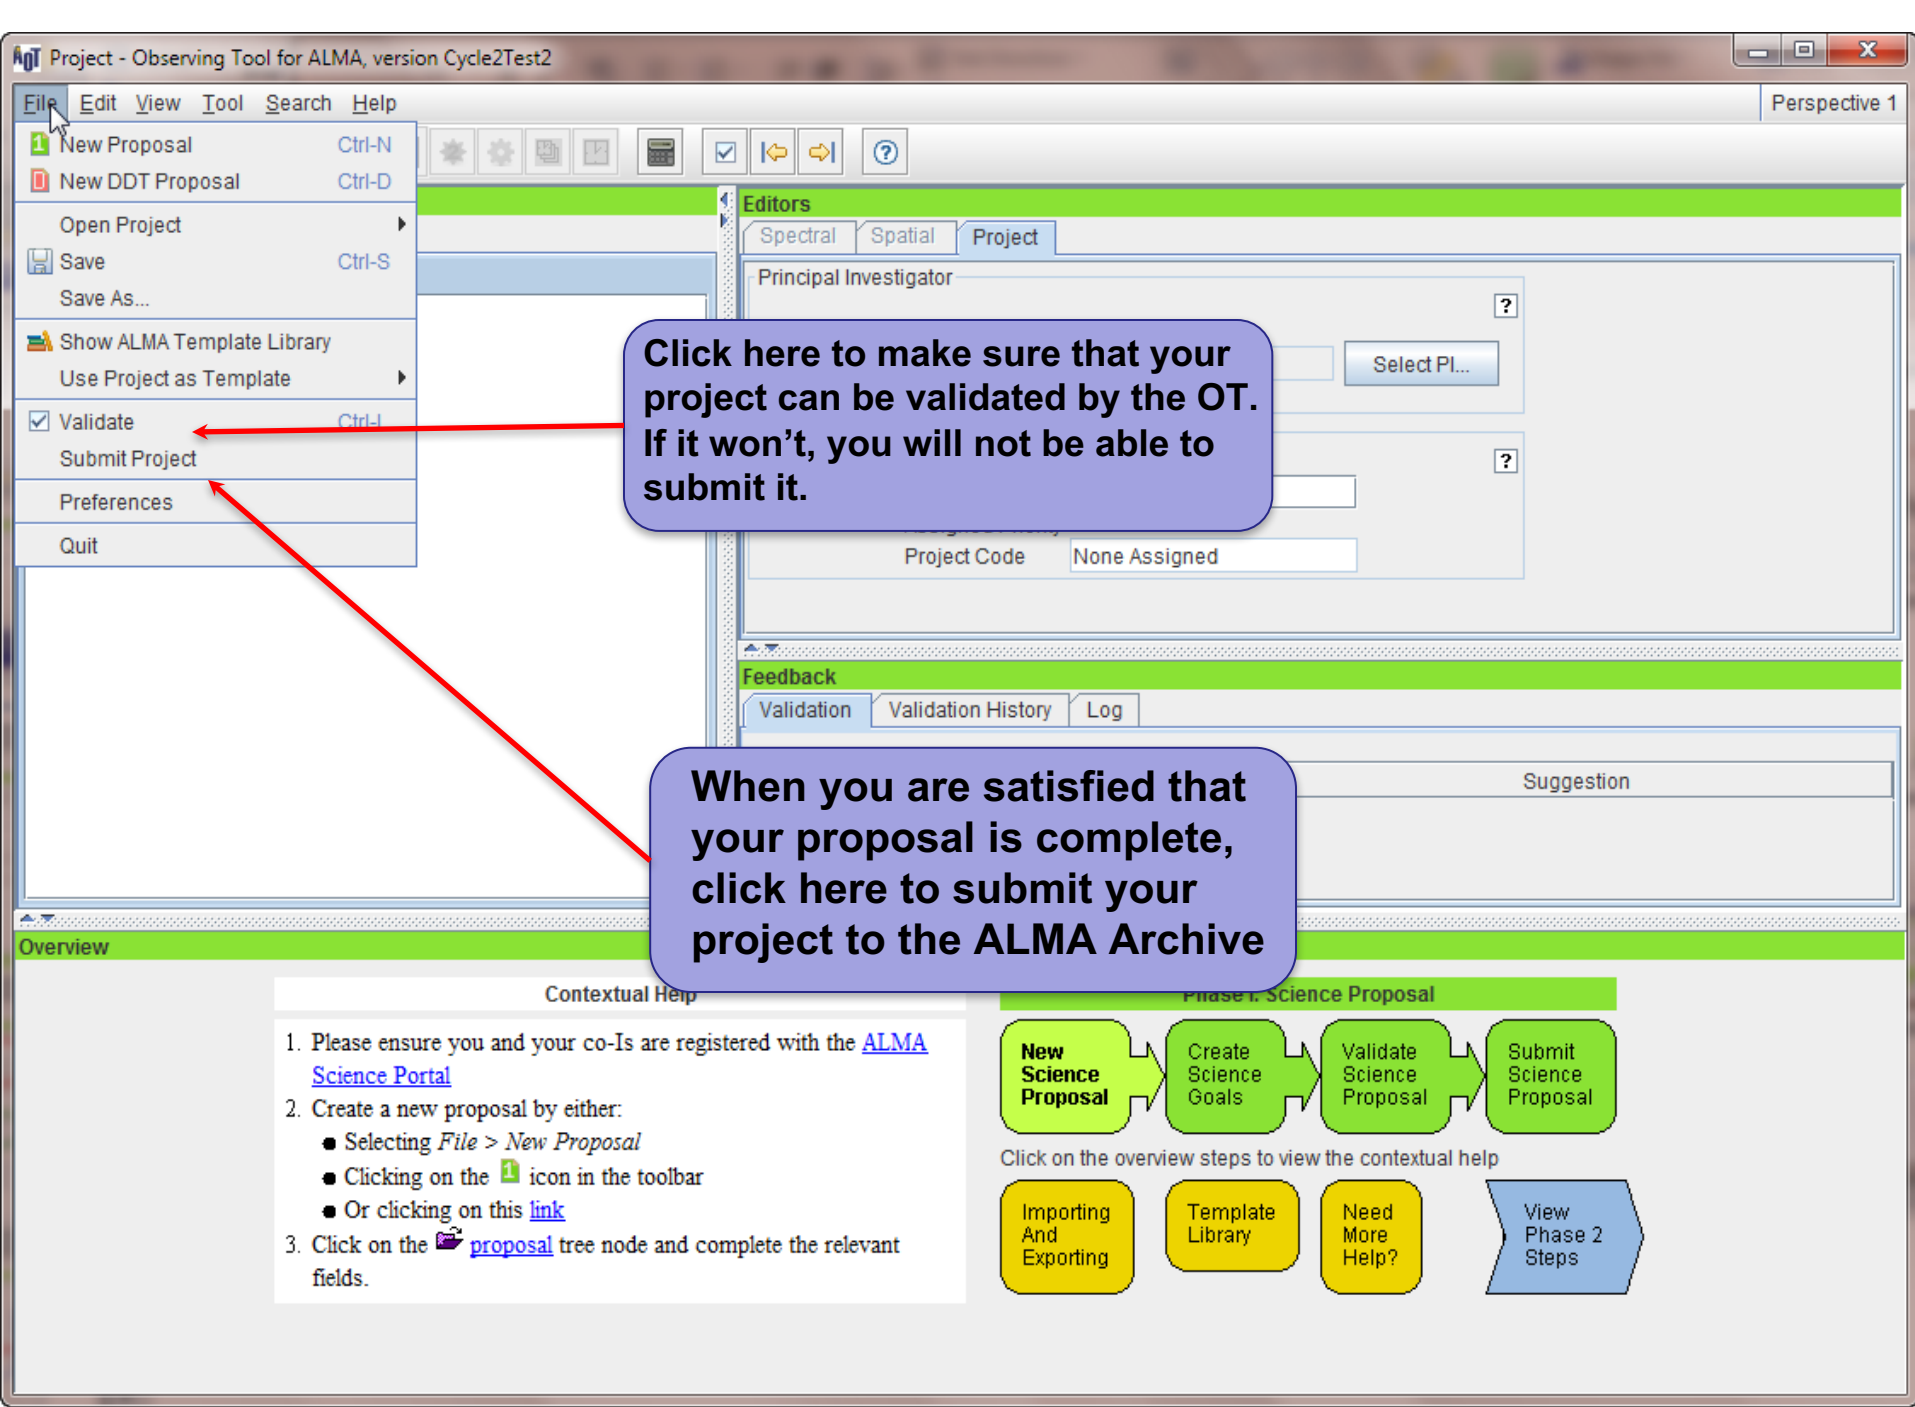 Project - Observing Tool for ALMA, version Cycle2Test2
File Edit View Tool Search Help
Perspective 1
New Proposal Ctrl-N
New DDT Proposal Ctrl-D
Open Project
Save Ctrl-S
Save As...
Show ALMA Template Library
Use Project as Template
Validate
Submit Project
Preferences
Quit
Editors
Spectral Spatial Project
Principal Investigator
?
Select PI...
?
Project Code None Assigned
Click here to make sure that your
project can be validated by the OT.
If it won't, you will not be able to
submit it.
Feedback
Validation Validation History Log
Suggestion
When you are satisfied that
your proposal is complete,
click here to submit your
project to the ALMA Archive
Overview
Contextual Help
1. Please ensure you and your co-Is are registered with the ALMA
Science Portal
2. Create a new proposal by either:
● Selecting File > New Proposal
● Clicking on the 1 icon in the toolbar
● Or clicking on this link
3. Click on the proposal tree node and complete the relevant
fields.
Phase I: Science Proposal
New
Science
Proposal
Create
Science
Goals
Validate
Science
Proposal
Submit
Science
Proposal
Click on the overview steps to view the contextual help
Importing
And
Exporting
Template
Library
Need
More
Help?
View
Phase 2
Steps